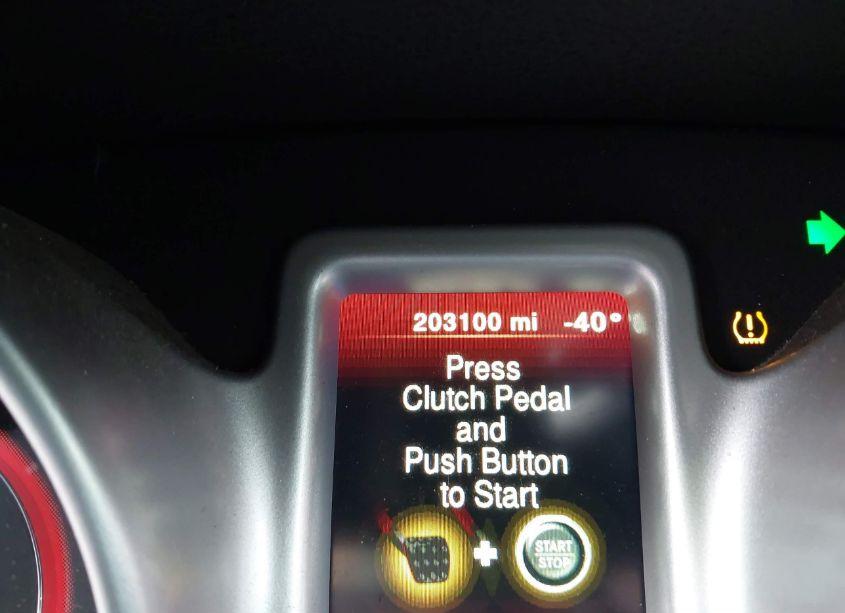 203100 mi -40°
Press
Clutch Pedal
and
Push Button
to Start
START
STOP